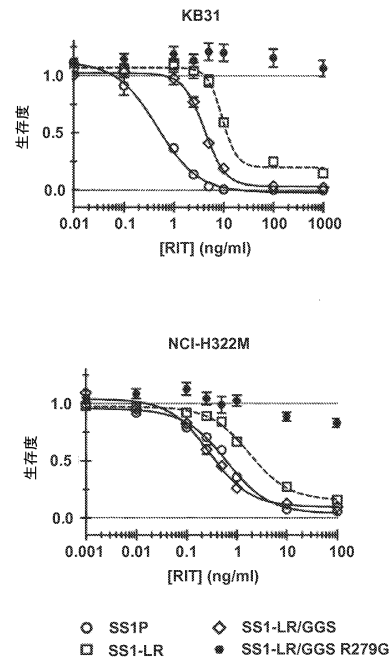 KB31
生存度
1.0
0.5
0.0
0.01 0.1 1 10 100 1000
[RIT] (ng/ml)
NCI-H322M
生存度
1.0
0.5
0.0
0.001 0.01 0.1 1 10 100
[RIT] (ng/ml)
SS1P SS1-LR/GGS
SS1-LR SS1-LR/GGS R279G